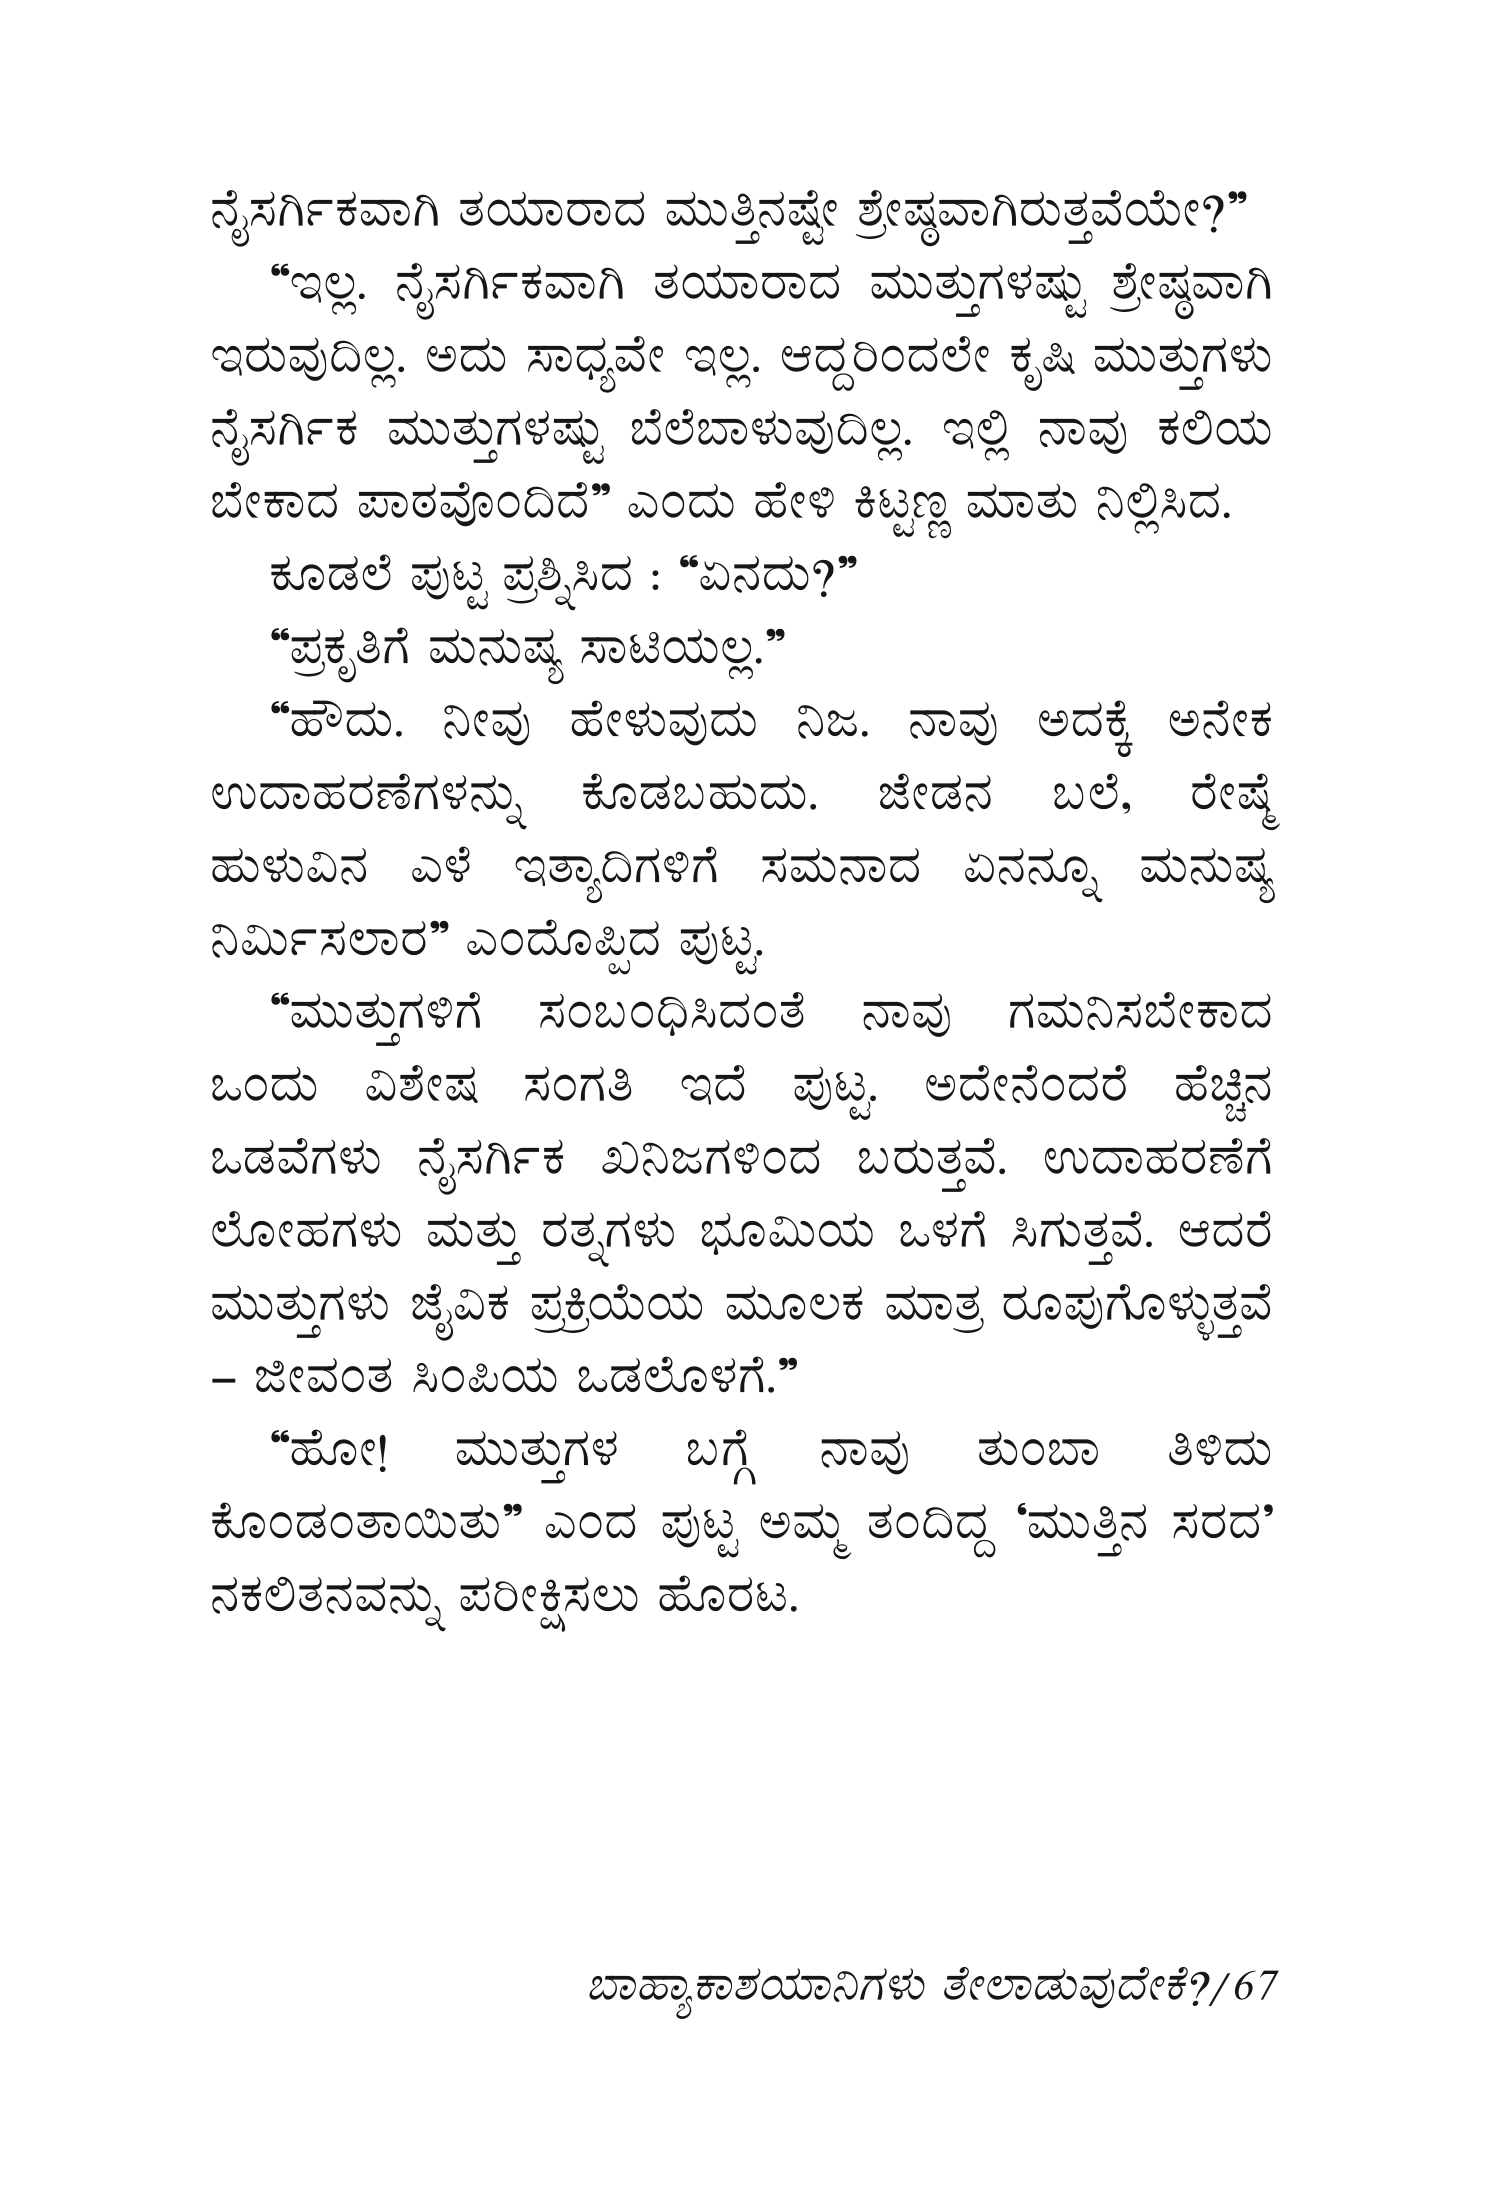 ನೈಸರ್ಗಿಕವಾಗಿ ತಯಾರಾದ ಮುತ್ತಿನಷ್ಟೇ ಶ್ರೇಷ್ಠವಾಗಿರುತ್ತವೆಯೇ?”
“ಇಲ್ಲ. ನೈಸರ್ಗಿಕವಾಗಿ ತಯಾರಾದ ಮುತ್ತುಗಳಷ್ಟು ಶ್ರೇಷ್ಠವಾಗಿ
ಇರುವುದಿಲ್ಲ. ಅದು ಸಾಧ್ಯವೇ ಇಲ್ಲ. ಆದ್ದರಿಂದಲೇ ಕೃಷಿ ಮುತ್ತುಗಳು
ನೈಸರ್ಗಿಕ ಮುತ್ತುಗಳಷ್ಟು ಬೆಲೆಬಾಳುವುದಿಲ್ಲ. ಇಲ್ಲಿ ನಾವು ಕಲಿಯ
ಬೇಕಾದ ಪಾಠವೊಂದಿದೆ” ಎಂದು ಹೇಳಿ ಕಿಟ್ಟಣ್ಣ ಮಾತು ನಿಲ್ಲಿಸಿದ.
ಕೂಡಲೆ ಪುಟ್ಟ ಪ್ರಶ್ನಿಸಿದ : “ಏನದು?”
“ಪ್ರಕೃತಿಗೆ ಮನುಷ್ಯ ಸಾಟಿಯಲ್ಲ.”
“ಹೌದು. ನೀವು ಹೇಳುವುದು ನಿಜ. ನಾವು ಅದಕ್ಕೆ ಅನೇಕ
ಉದಾಹರಣೆಗಳನ್ನು ಕೊಡಬಹುದು. ಜೇಡನ ಬಲೆ, ರೇಷ್ಮೆ
ಹುಳುವಿನ ಎಳೆ ಇತ್ಯಾದಿಗಳಿಗೆ ಸಮನಾದ ಏನನ್ನೂ ಮನುಷ್ಯ
ನಿರ್ಮಿಸಲಾರ” ಎಂದೊಪ್ಪಿದ ಪುಟ್ಟ.
“ಮುತ್ತುಗಳಿಗೆ ಸಂಬಂಧಿಸಿದಂತೆ ನಾವು ಗಮನಿಸಬೇಕಾದ
ಒಂದು ವಿಶೇಷ ಸಂಗತಿ ಇದೆ ಪುಟ್ಟ. ಅದೇನೆಂದರೆ ಹೆಚ್ಚಿನ
ಒಡವೆಗಳು ನೈಸರ್ಗಿಕ ಖನಿಜಗಳಿಂದ ಬರುತ್ತವೆ. ಉದಾಹರಣೆಗೆ
ಲೋಹಗಳು ಮತ್ತು ರತ್ನಗಳು ಭೂಮಿಯ ಒಳಗೆ ಸಿಗುತ್ತವೆ. ಆದರೆ
ಮುತ್ತುಗಳು ಜೈವಿಕ ಪ್ರಕ್ರಿಯೆಯ ಮೂಲಕ ಮಾತ್ರ ರೂಪುಗೊಳ್ಳುತ್ತವೆ
– ಜೀವಂತ ಸಿಂಪಿಯ ಒಡಲೊಳಗೆ.”
“ಹೋ! ಮುತ್ತುಗಳ ಬಗ್ಗೆ ನಾವು ತುಂಬಾ ತಿಳಿದು
ಕೊಂಡಂತಾಯಿತು” ಎಂದ ಪುಟ್ಟ ಅಮ್ಮ ತಂದಿದ್ದ ‘ಮುತ್ತಿನ ಸರದ’
ನಕಲಿತನವನ್ನು ಪರೀಕ್ಷಿಸಲು ಹೊರಟ.
ಬಾಹ್ಯಾಕಾಶಯಾನಿಗಳು ತೇಲಾಡುವುದೇಕೆ?/67